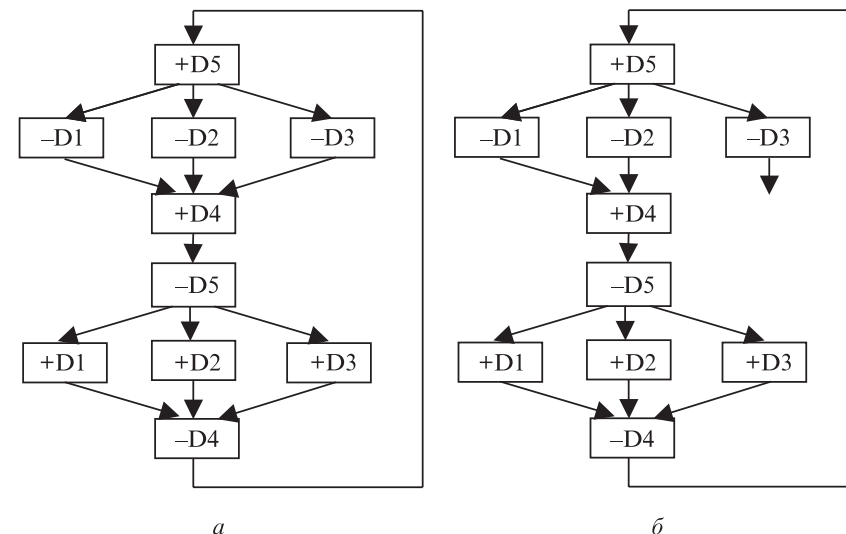 +D5 +D5
–D1 –D2 –D3 –D1 –D2 –D3
+D4 +D4
–D5 –D5
+D1 +D2 +D3 +D1 +D2 +D3
–D4 –D4
а б